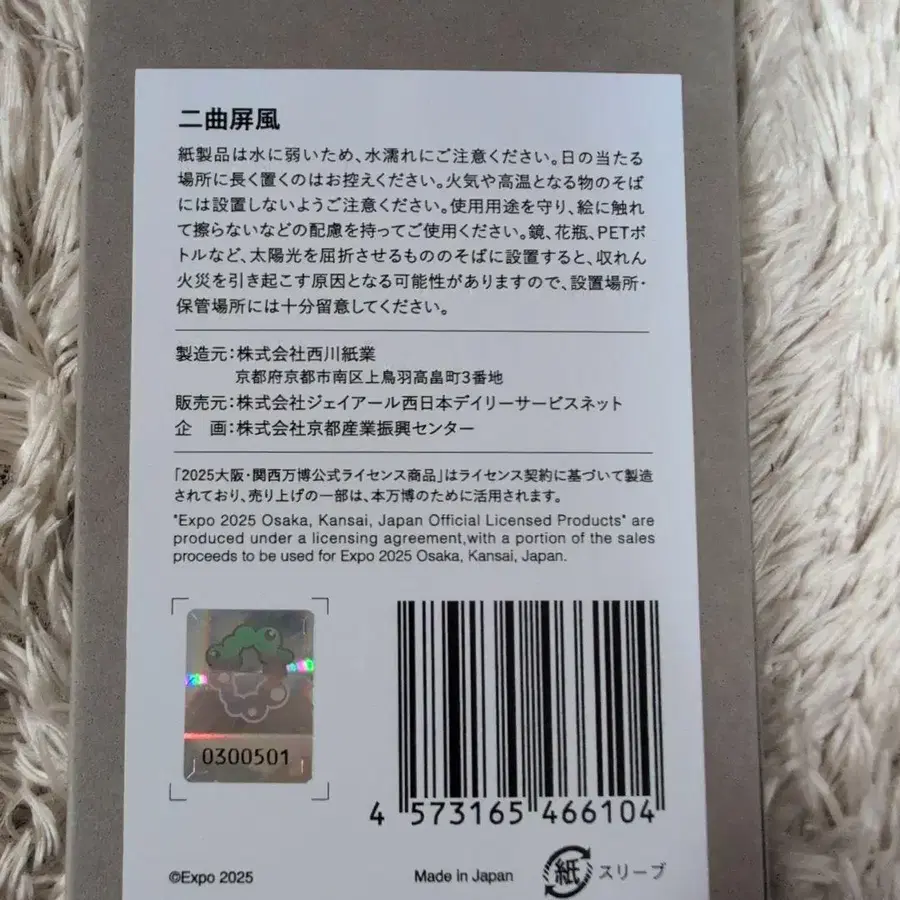 二曲屏風
紙製品は水に弱いため、水濡れにご注意ください。日の当たる
場所に長く置くのはお控えください。火気や高温となる物のそば
には設置しないようご注意ください。使用用途を守り、絵に触れ
て擦らないなどの配慮を持ってご使用ください。鏡、花瓶、PETボ
トルなど、太陽光を屈折させるもののそばに設置すると、収れん
火災を引き起こす原因となる可能性がありますので、設置場所・
保管場所には十分留意してください。
製造元：株式会社西川紙業
京都府京都市南区上鳥羽高畠町3番地
販売元：株式会社ジェイアール西日本デイリーサービスネット
企　画：株式会社京都産業振興センター
「2025大阪・関西万博公式ライセンス商品」はライセンス契約に基づいて製造
されており、売り上げの一部は、本万博のために活用されます。
"Expo 2025 Osaka, Kansai, Japan Official Licensed Products" are
produced under a licensing agreement,with a portion of the sales
proceeds to be used for Expo 2025 Osaka, Kansai, Japan.
0300501
4 573165 466104
©Expo 2025 Made in Japan 紙 スリーブ